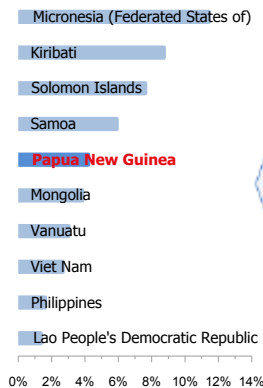 Micronesia (Federated States of)
Kiribati
Solomon Islands
Samoa
Papua New Guinea
Mongolia
Vanuatu
Viet Nam
Philippines
Lao People's Democratic Republic
0% 2% 4% 6% 8% 10% 12% 14%